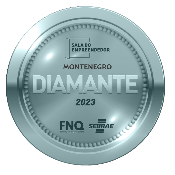 SALA DO
EMPREENDEDOR
MONTENEGRO
DIAMANTE
2023
FNQ SEBRAE